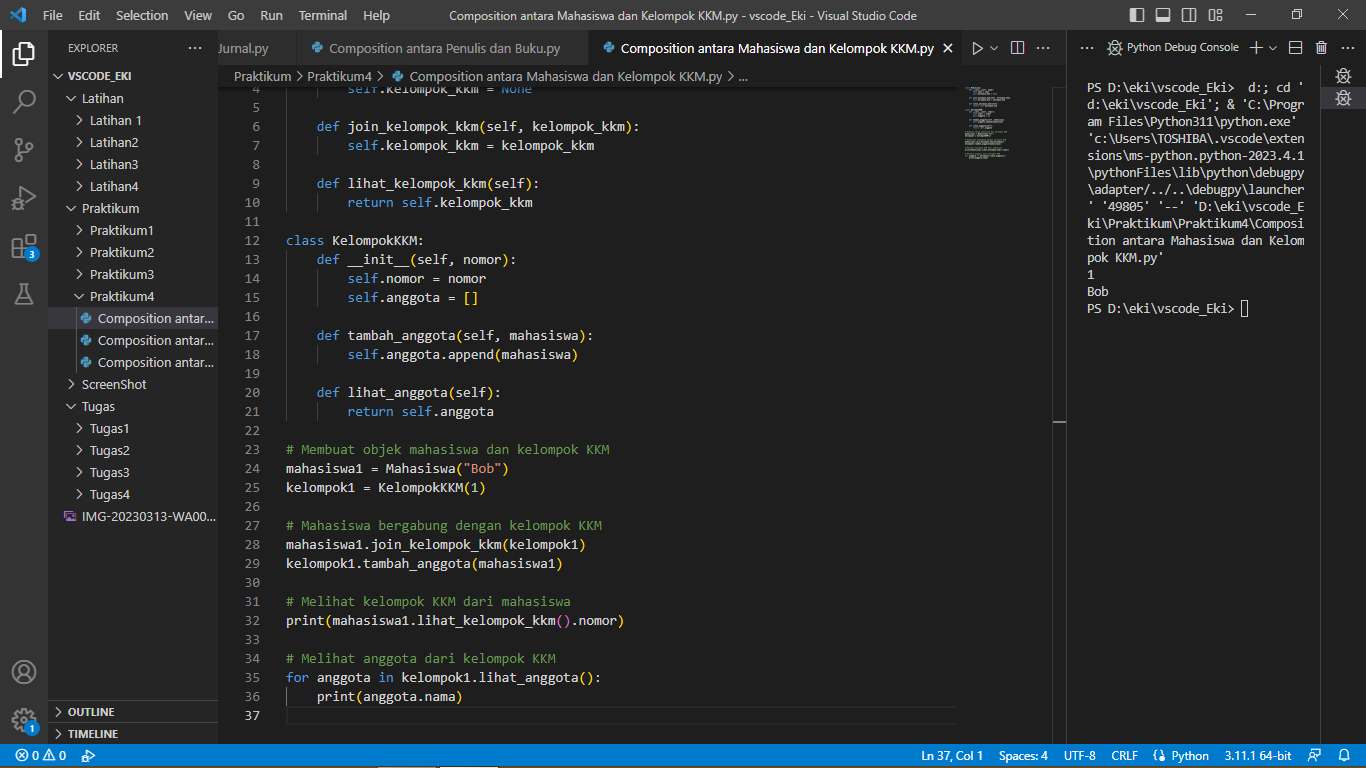 File Edit Selection View Go Run Terminal Help
Composition antara Mahasiswa dan Kelompok KKM.py - vscode_Eki - Visual Studio Code
EXPLORER
VSCODE_EKI
Latihan
Latihan 1
Latihan2
Latihan3
Latihan4
Praktikum
Praktikum1
Praktikum2
Praktikum3
Praktikum4
Composition antar...
Composition antar...
Composition antar...
ScreenShot
Tugas
Tugas1
Tugas2
Tugas3
Tugas4
IMG-20230313-WA00...
OUTLINE
TIMELINE
3
1
Jurnal.py
Composition antara Penulis dan Buku.py
Composition antara Mahasiswa dan Kelompok KKM.py
Praktikum > Praktikum4 > Composition antara Mahasiswa dan Kelompok KKM.py > ...
4 self.kelompok_kkm = None
5
6 def join_kelompok_kkm(self, kelompok_kkm):
7 self.kelompok_kkm = kelompok_kkm
8
9 def lihat_kelompok_kkm(self):
10 return self.kelompok_kkm
11
12 class KelompokKKM:
13 def __init__(self, nomor):
14 self.nomor = nomor
15 self.anggota = []
16
17 def tambah_anggota(self, mahasiswa):
18 self.anggota.append(mahasiswa)
19
20 def lihat_anggota(self):
21 return self.anggota
22
23 # Membuat objek mahasiswa dan kelompok KKM
24 mahasiswa1 = Mahasiswa("Bob")
25 kelompok1 = KelompokKKM(1)
26
27 # Mahasiswa bergabung dengan kelompok KKM
28 mahasiswa1.join_kelompok_kkm(kelompok1)
29 kelompok1.tambah_anggota(mahasiswa1)
30
31 # Melihat kelompok KKM dari mahasiswa
32 print(mahasiswa1.lihat_kelompok_kkm().nomor)
33
34 # Melihat anggota dari kelompok KKM
35 for anggota in kelompok1.lihat_anggota():
36 print(anggota.nama)
37
Python Debug Console
PS D:\eki\vscode_Eki> d:; cd '
d:\eki\vscode_Eki'; & 'C:\Progr
am Files\Python311\python.exe'
'c:\Users\TOSHIBA\.vscode\exten
sions\ms-python.python-2023.4.1
\pythonFiles\lib\python\debugpy
\adapter/../..\debugpy\launcher
' '49805' '--' 'D:\eki\vscode_E
ki\Praktikum\Praktikum4\Composi
tion antara Mahasiswa dan Kelom
pok KKM.py'
1
Bob
PS D:\eki\vscode_Eki>
0 0
Ln 37, Col 1 Spaces: 4 UTF-8 CRLF Python 3.11.1 64-bit